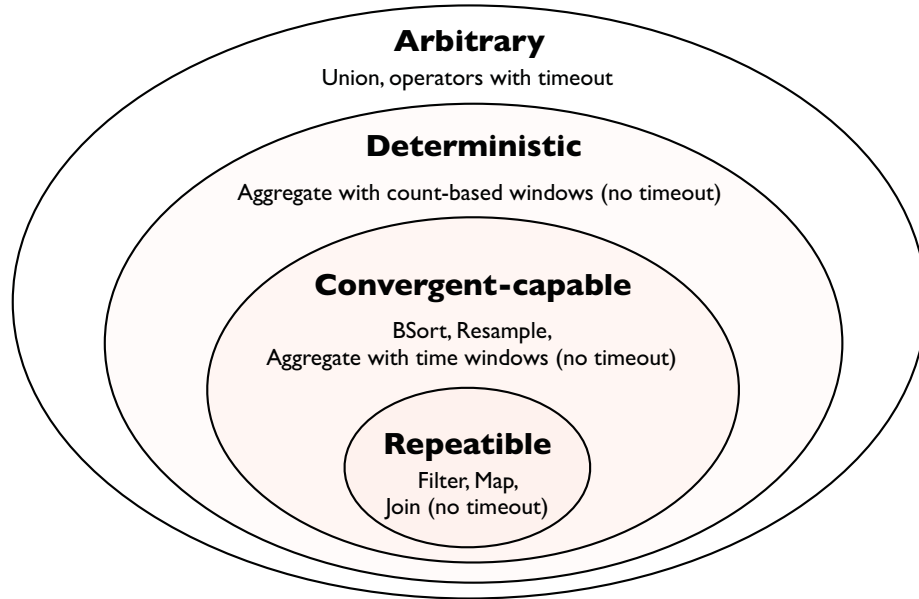 Arbitrary
Union, operators with timeout
Deterministic
Aggregate with count-based windows (no timeout)
Convergent-capable
BSort, Resample,
Aggregate with time windows (no timeout)
Repeatible
Filter, Map,
Join (no timeout)